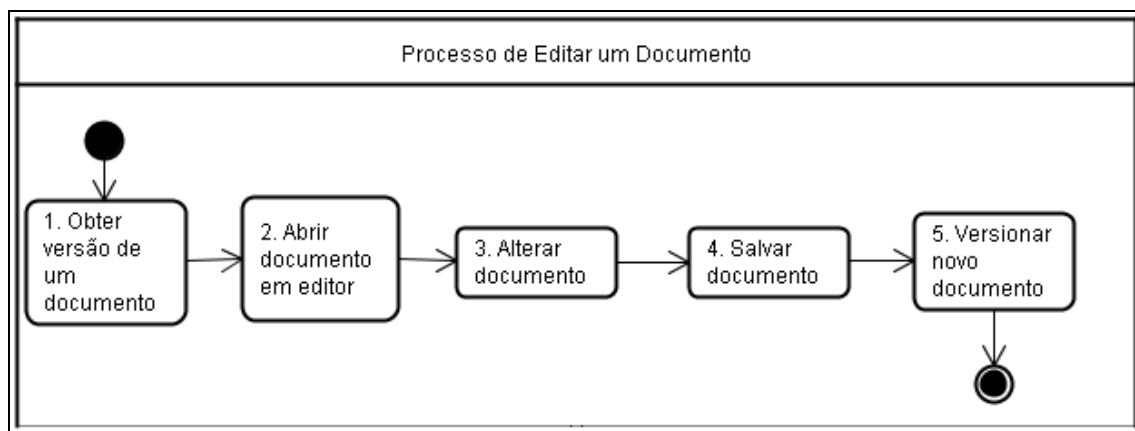 Processo de Editar um Documento
1. Obter
versão de
um
documento
2. Abrir
documento
em editor
3. Alterar
documento
4. Salvar
documento
5. Versionar
novo
documento